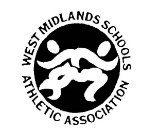 WEST MIDLANDS SCHOOLS
ATHLETIC ASSOCIATION